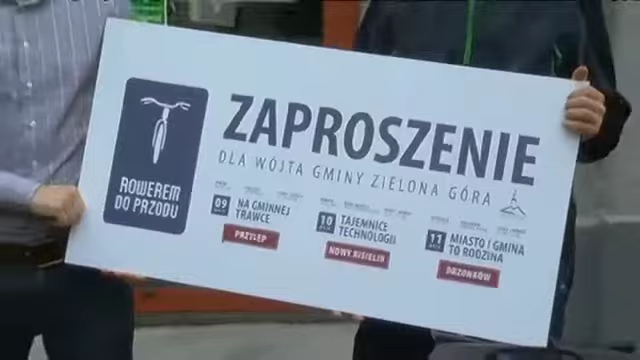 ROWEREM
DO PRZODU
ZAPROSZENIE
DLA WÓJTA GMINY ZIELONA GÓRA
09
NA GMINNEJ
TRAWCE
PRZYLEP
10
TAJEMNICE
TECHNOLOGII
NOWY KISIELIN
11
MIASTO I GMINA
TO RODZINA
DRZONKÓW